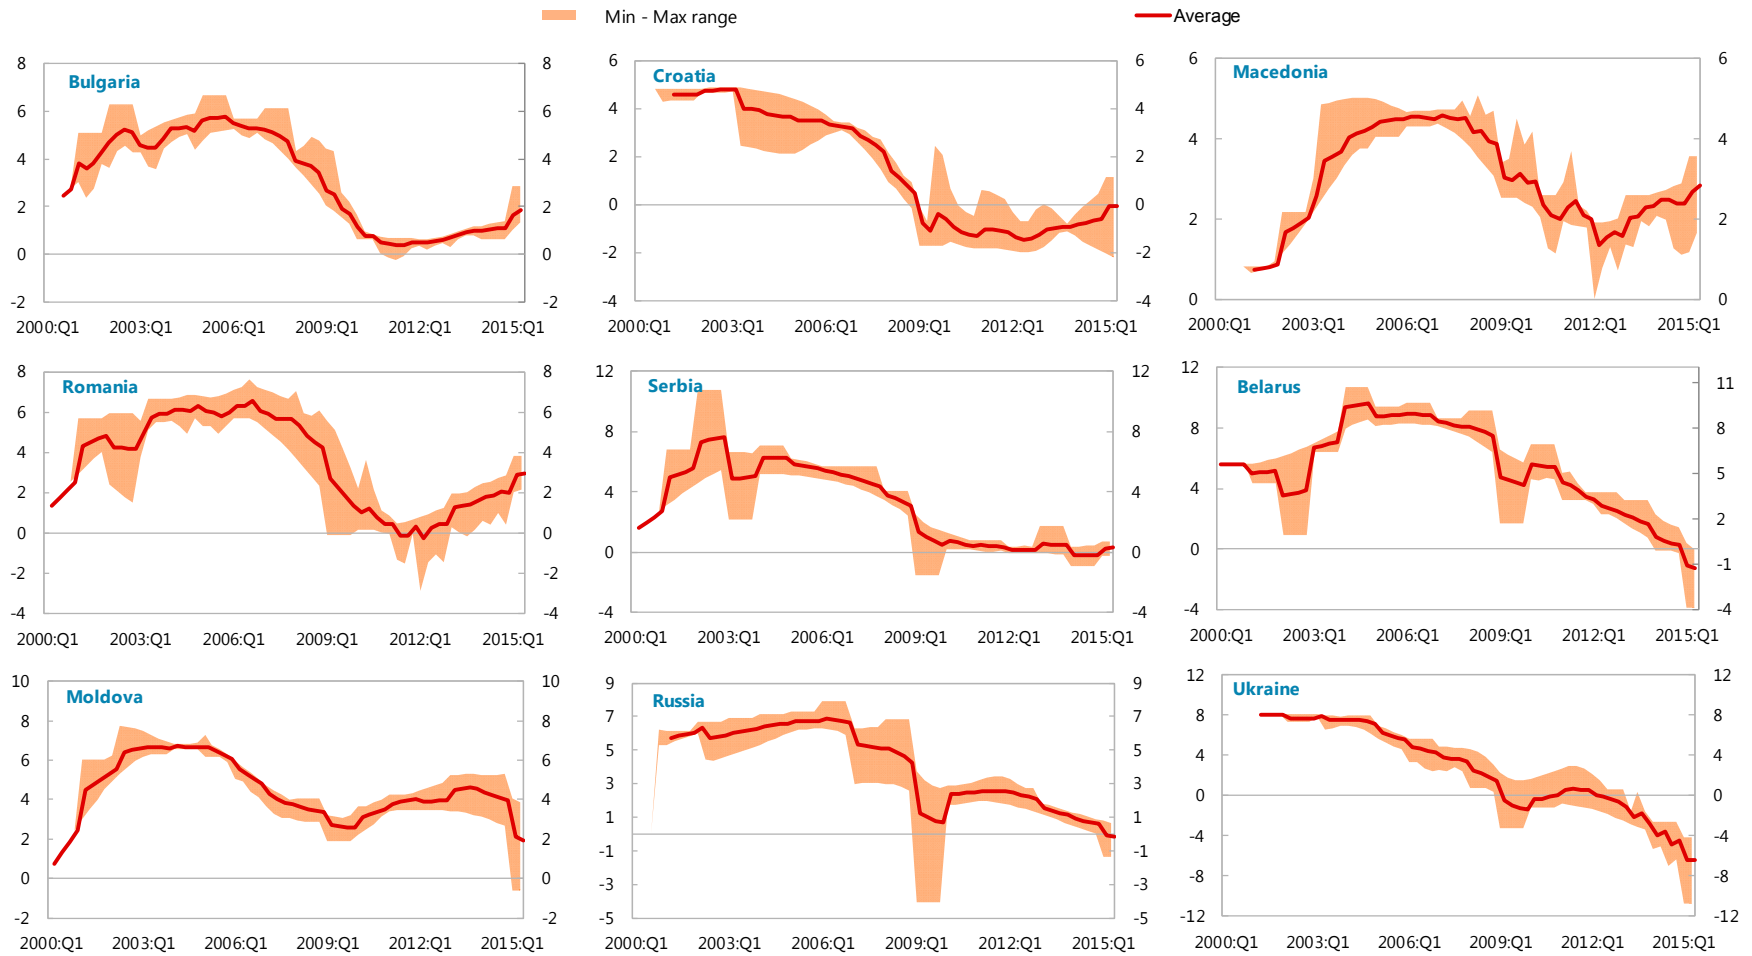 Min - Max range Average
Bulgaria
8 6 4 2 0 -2
8 6 4 2 0 -2
2000:Q1 2003:Q1 2006:Q1 2009:Q1 2012:Q1 2015:Q1
Croatia
6 4 2 0 -2 -4
6 4 2 0 -2 -4
2000:Q1 2003:Q1 2006:Q1 2009:Q1 2012:Q1 2015:Q1
Macedonia
6 4 2 0
6 4 2 0
2000:Q1 2003:Q1 2006:Q1 2009:Q1 2012:Q1 2015:Q1
Romania
8 6 4 2 0 -2 -4
8 6 4 2 0 -2 -4
2000:Q1 2003:Q1 2006:Q1 2009:Q1 2012:Q1 2015:Q1
Serbia
12 8 4 0 -4
12 8 4 0 -4
2000:Q1 2003:Q1 2006:Q1 2009:Q1 2012:Q1 2015:Q1
Belarus
12 8 4 0 -4
11 8 5 2 -1 -4
2000:Q1 2003:Q1 2006:Q1 2009:Q1 2012:Q1 2015:Q1
Moldova
10 8 6 4 2 0 -2
10 8 6 4 2 0 -2
2000:Q1 2003:Q1 2006:Q1 2009:Q1 2012:Q1 2015:Q1
Russia
9 7 5 3 1 -1 -3 -5
9 7 5 3 1 -1 -3 -5
2000:Q1 2003:Q1 2006:Q1 2009:Q1 2012:Q1 2015:Q1
Ukraine
12 8 4 0 -4 -8 -12
12 8 4 0 -4 -8 -12
2000:Q1 2003:Q1 2006:Q1 2009:Q1 2012:Q1 2015:Q1